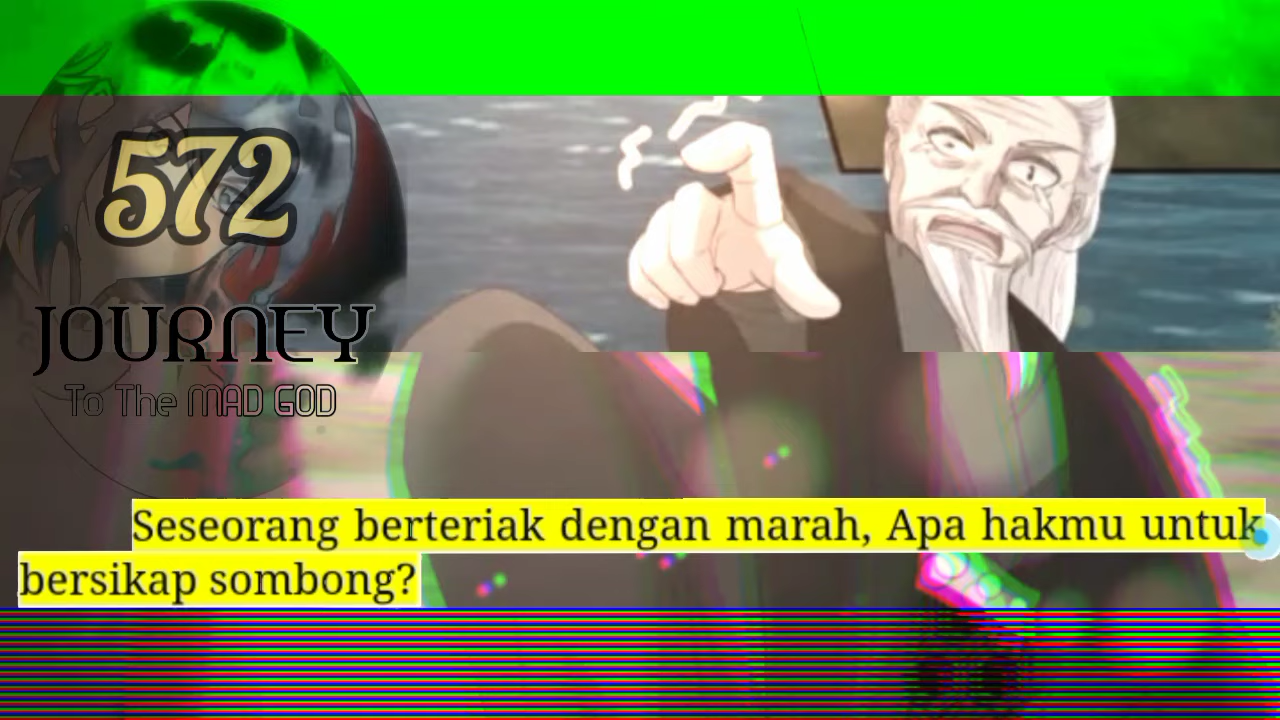 572
JOURNEY
To The MAD GOD
Seseorang berteriak dengan marah, Apa hakmu untuk
bersikap sombong?